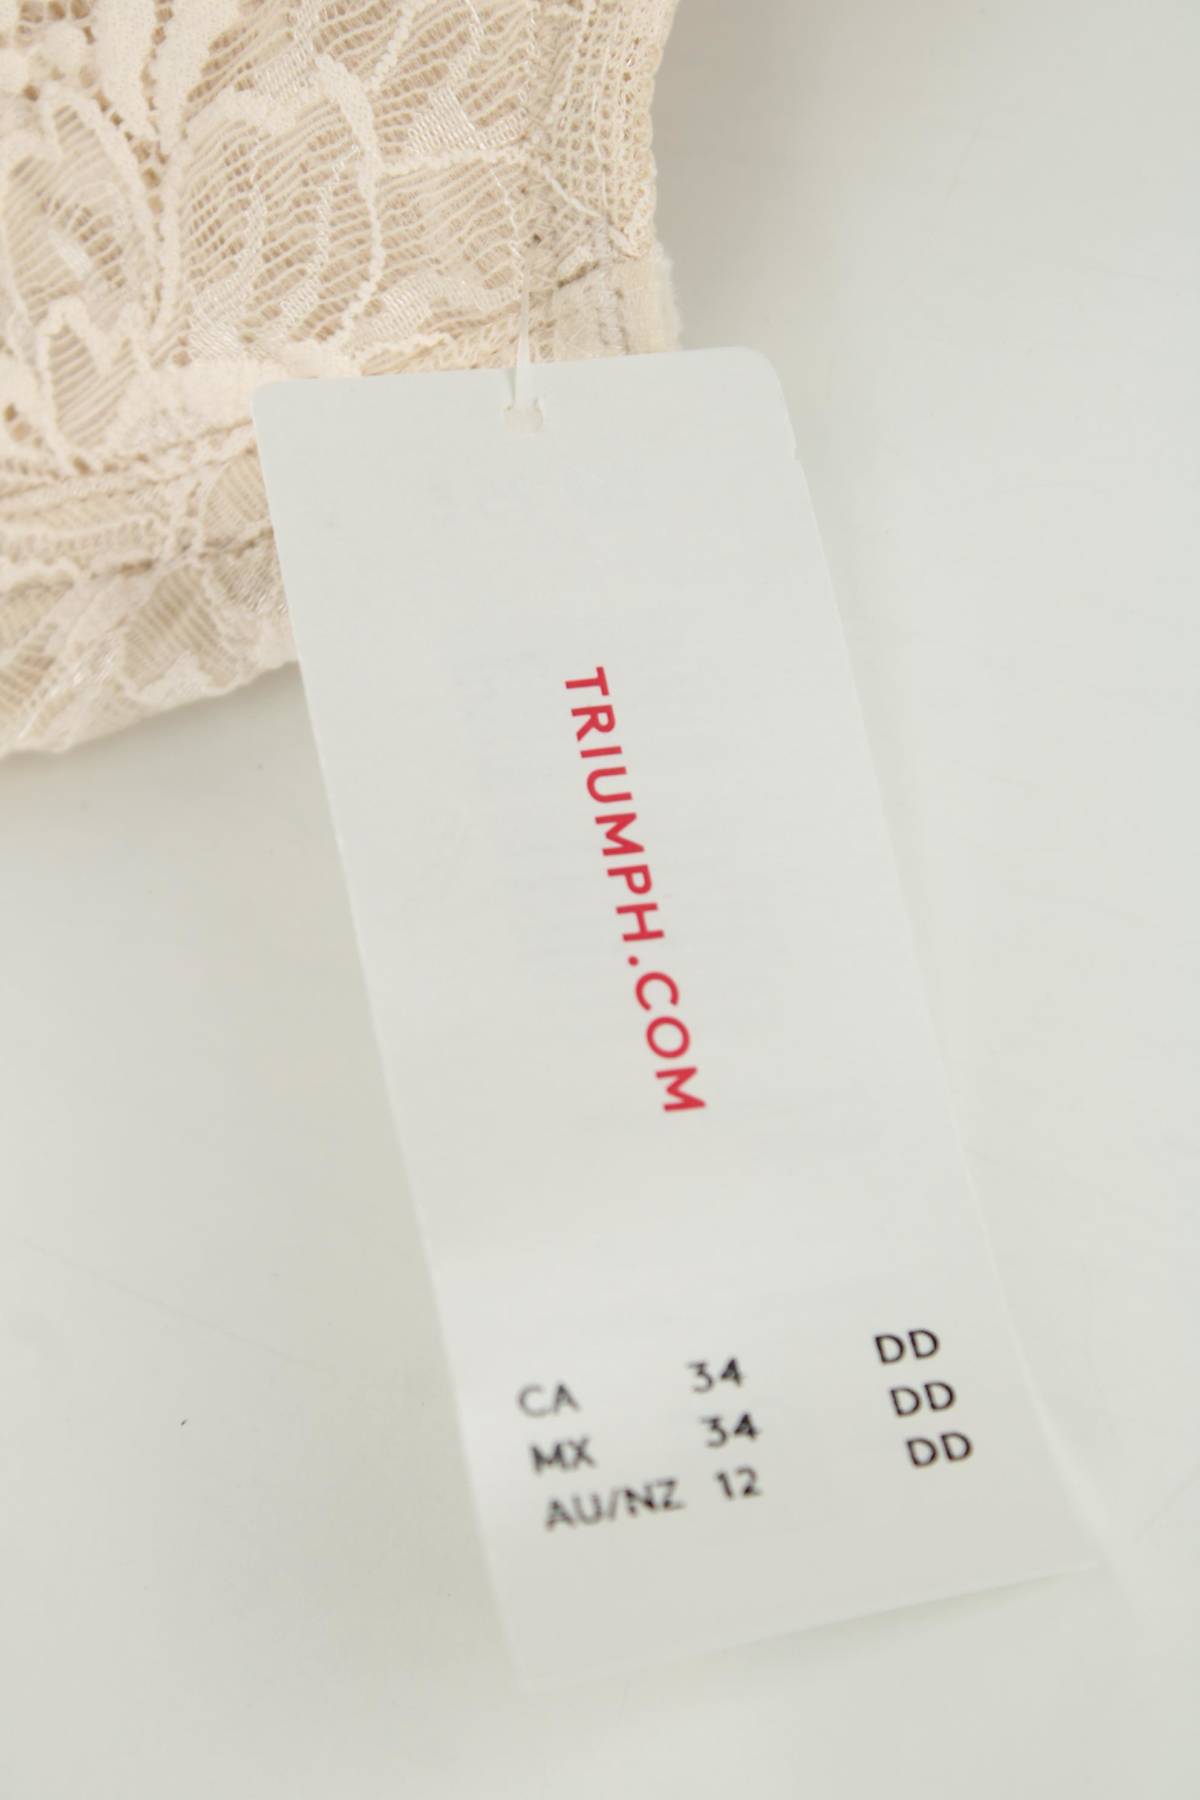 TRIUMPH.COM
CA 34 DD
MX 34 DD
AU/NZ 12 DD